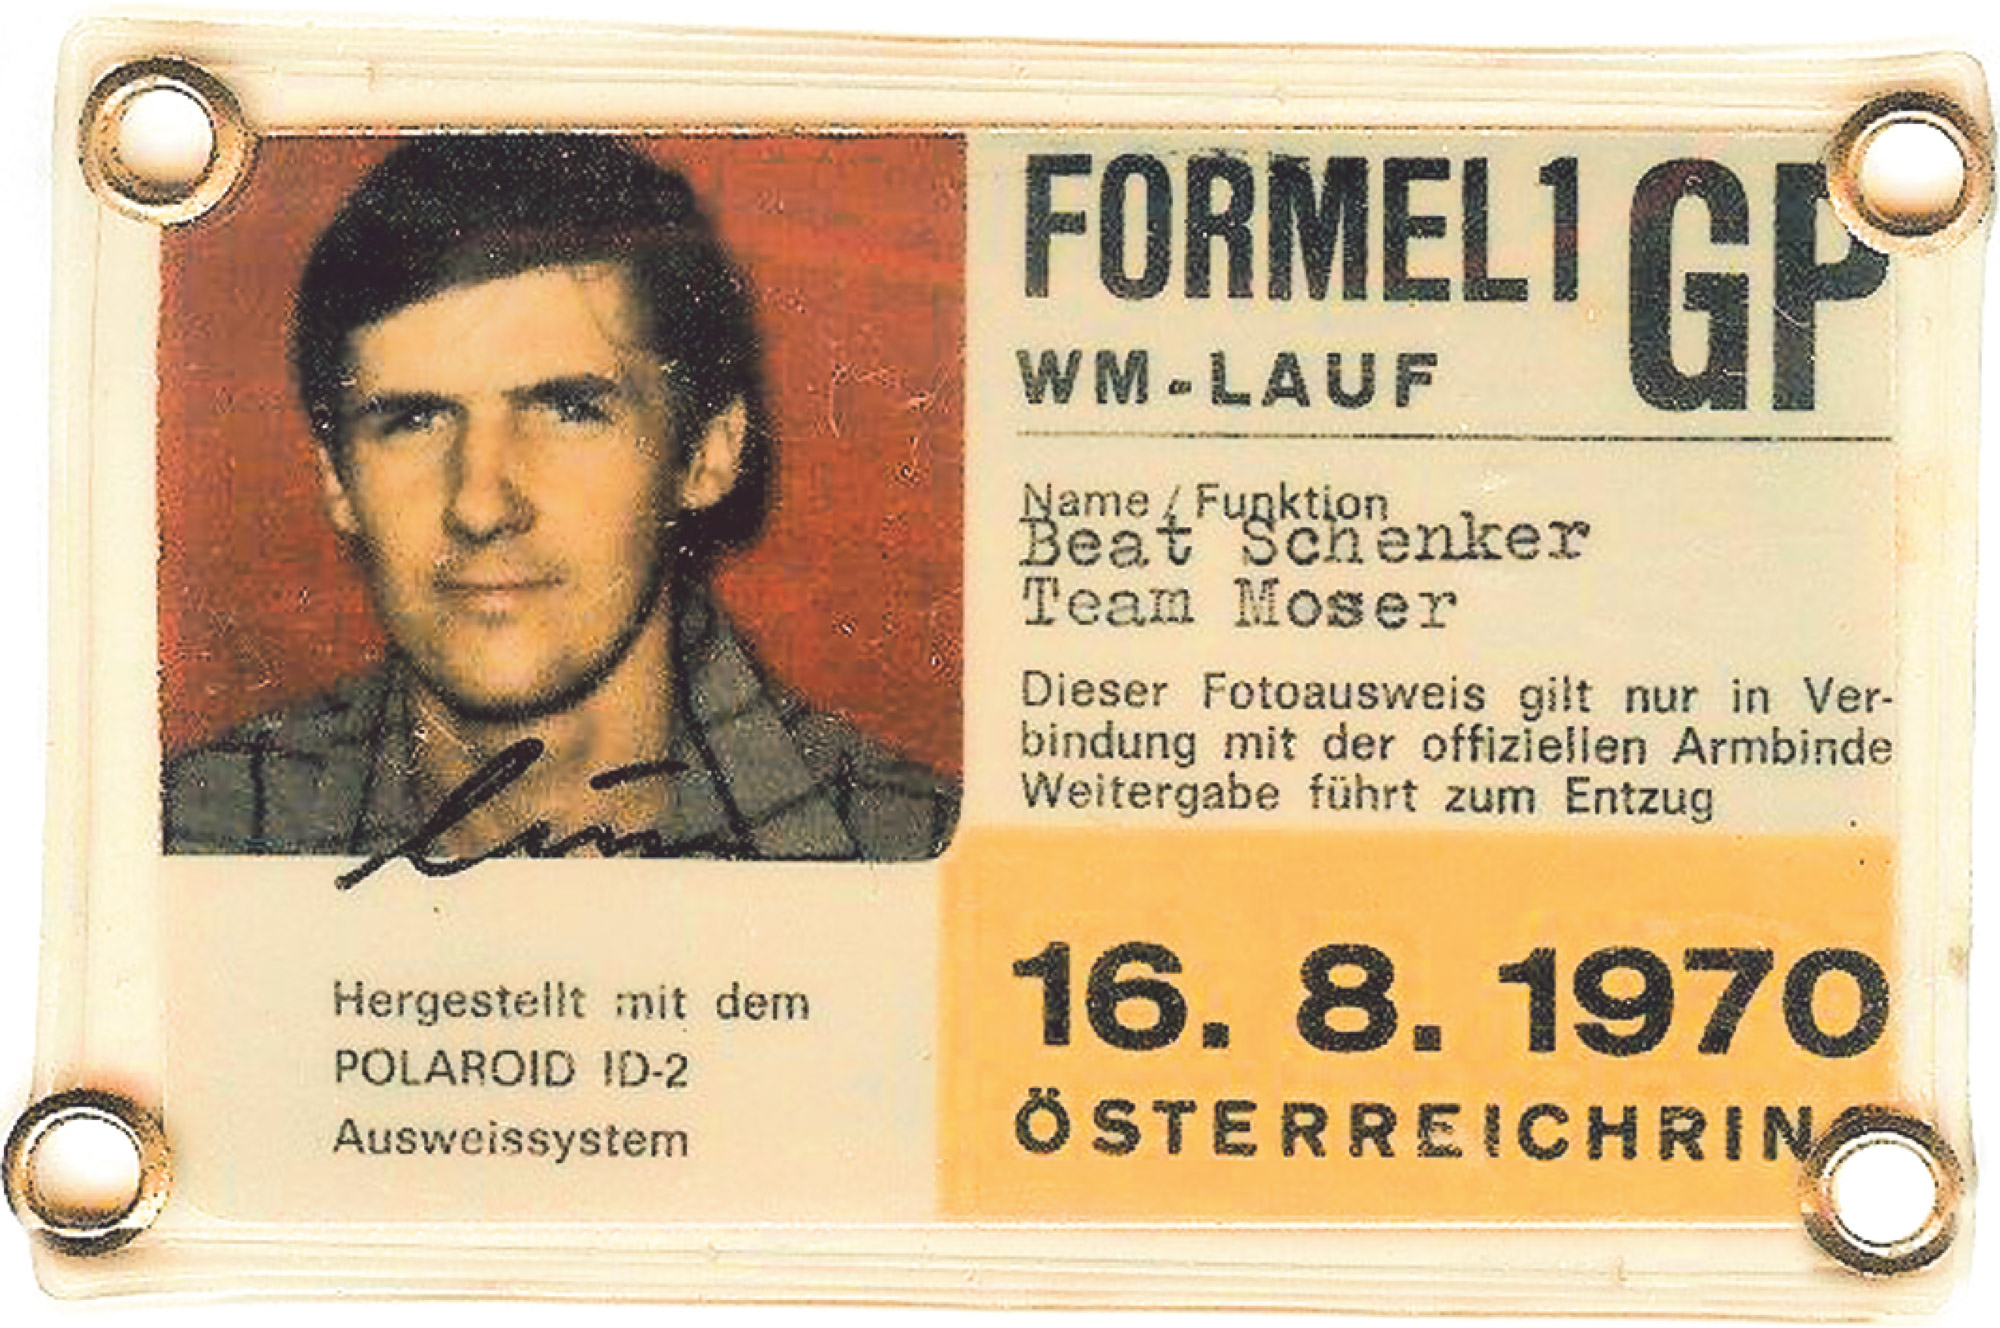 FORMEL 1 GP
WM-LAUF
Name / Funktion
Beat Schenker
Team Moser
Dieser Fotoausweis gilt nur in Ver-
bindung mit der offiziellen Armbinde
Weitergabe führt zum Entzug
16. 8. 1970
ÖSTERREICHRING
Hergestellt mit dem
POLAROID ID-2
Ausweissystem